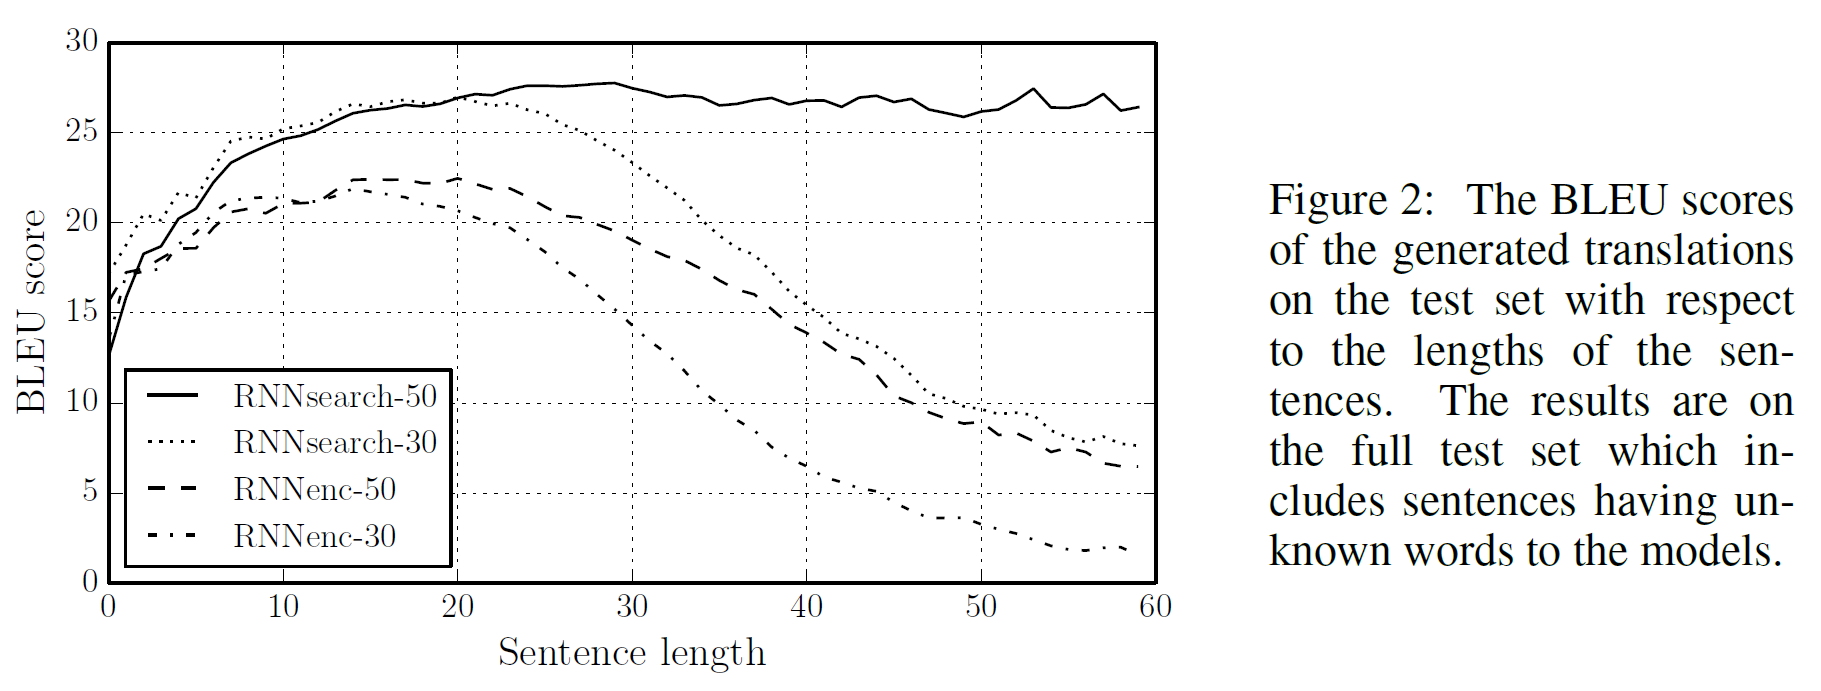 30
25
20
15
10
5
0
BLEU score
RNNsearch-50
RNNsearch-30
RNNenc-50
RNNenc-30
0 10 20 30 40 50 60
Sentence length
Figure 2: The BLEU scores
of the generated translations
on the test set with respect
to the lengths of the sen-
tences. The results are on
the full test set which in-
cludes sentences having un-
known words to the models.